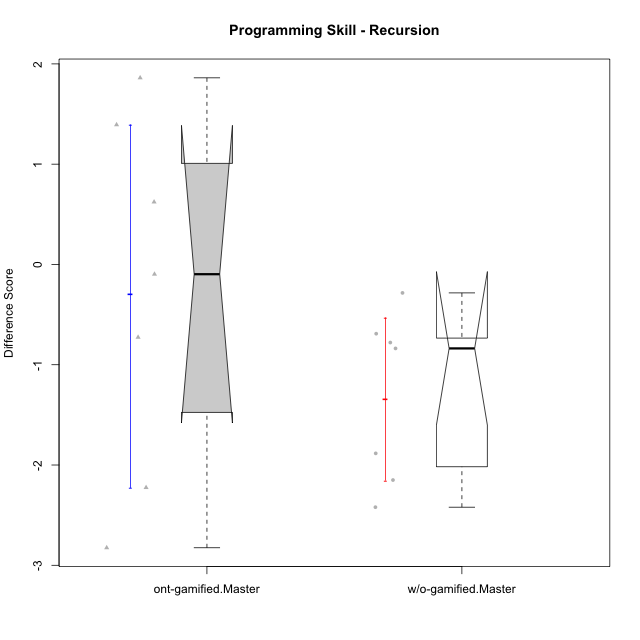 Programming Skill - Recursion
Difference Score
2
1
0
-1
-2
-3
ont-gamified.Master
w/o-gamified.Master